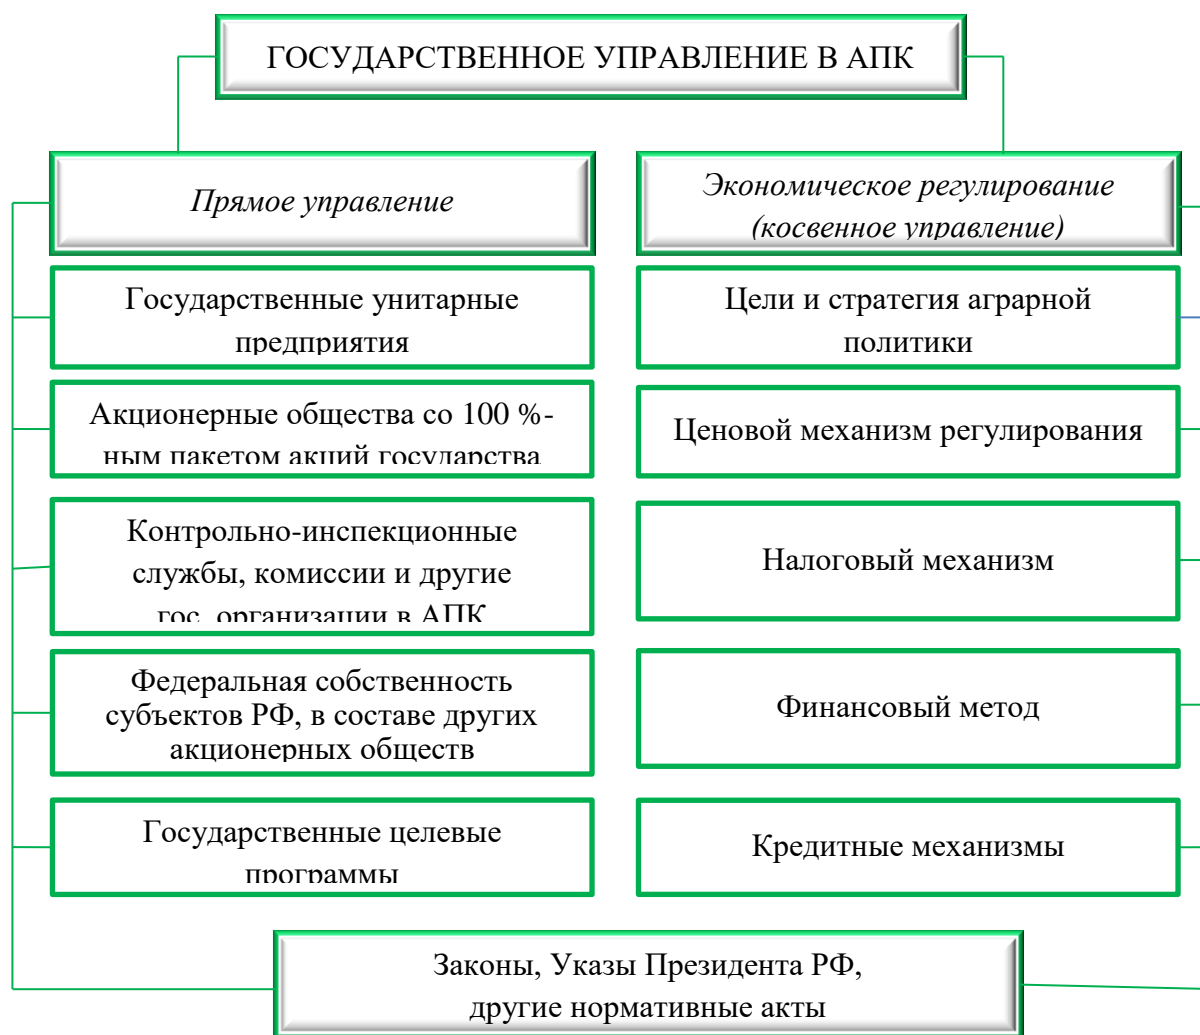 ГОСУДАРСТВЕННОЕ УПРАВЛЕНИЕ В АПК
Прямое управление
Экономическое регулирование
(косвенное управление)
Государственные унитарные
предприятия
Цели и стратегия аграрной
политики
Акционерные общества со 100 %-
ным пакетом акций государства
Ценовой механизм регулирования
Контрольно-инспекционные
службы, комиссии и другие
гос. организации в АПК
Налоговый механизм
Федеральная собственность
субъектов РФ, в составе других
акционерных обществ
Финансовый метод
Государственные целевые
программы
Кредитные механизмы
Законы, Указы Президента РФ,
другие нормативные акты